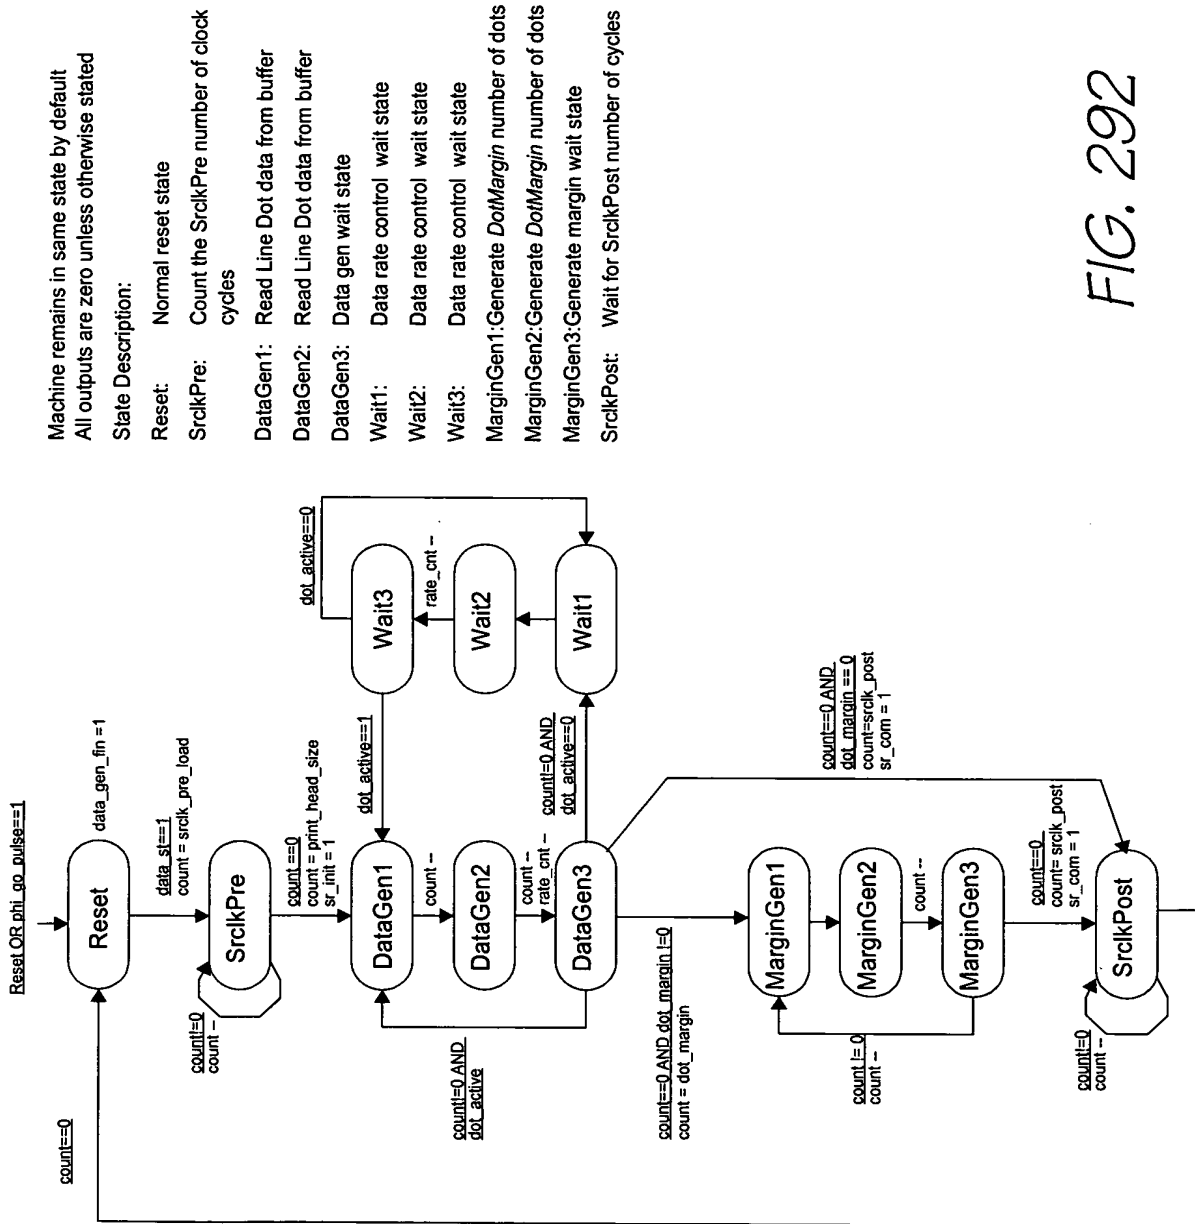 Machine remains in same state by default
All outputs are zero unless otherwise stated
State Description:
Reset: Normal reset state
SrclkPre: Count the SrclkPre number of clock
cycles
DataGen1: Read Line Dot data from buffer
DataGen2: Read Line Dot data from buffer
DataGen3: Data gen wait state
Wait1: Data rate control wait state
Wait2: Data rate control wait state
Wait3: Data rate control wait state
MarginGen1:Generate DotMargin number of dots
MarginGen2:Generate DotMargin number of dots
MarginGen3:Generate margin wait state
SrclkPost: Wait for SrclkPost number of cycles
Reset OR phi_go_pulse==1
Reset
data_gen_fin =1
count==0
data_st==1
count = srclk_pre_load
SrclkPre
count!=0
count --
count ==0
count = print_head_size
sr_init = 1
DataGen1
count --
DataGen2
count --
rate_cnt --
DataGen3
count!=0 AND
dot_active
dot_active==1
Wait3
dot_active==0
rate_cnt --
Wait2
Wait1
count!=0 AND
dot_active==0
count==0 AND dot_margin !=0
count = dot_margin
count==0 AND
dot_margin == 0
count=srclk_post
sr_com = 1
MarginGen1
MarginGen2
count --
MarginGen3
count != 0
count --
count==0
count= srclk_post
sr_com = 1
SrclkPost
count!=0
count --
FIG. 292